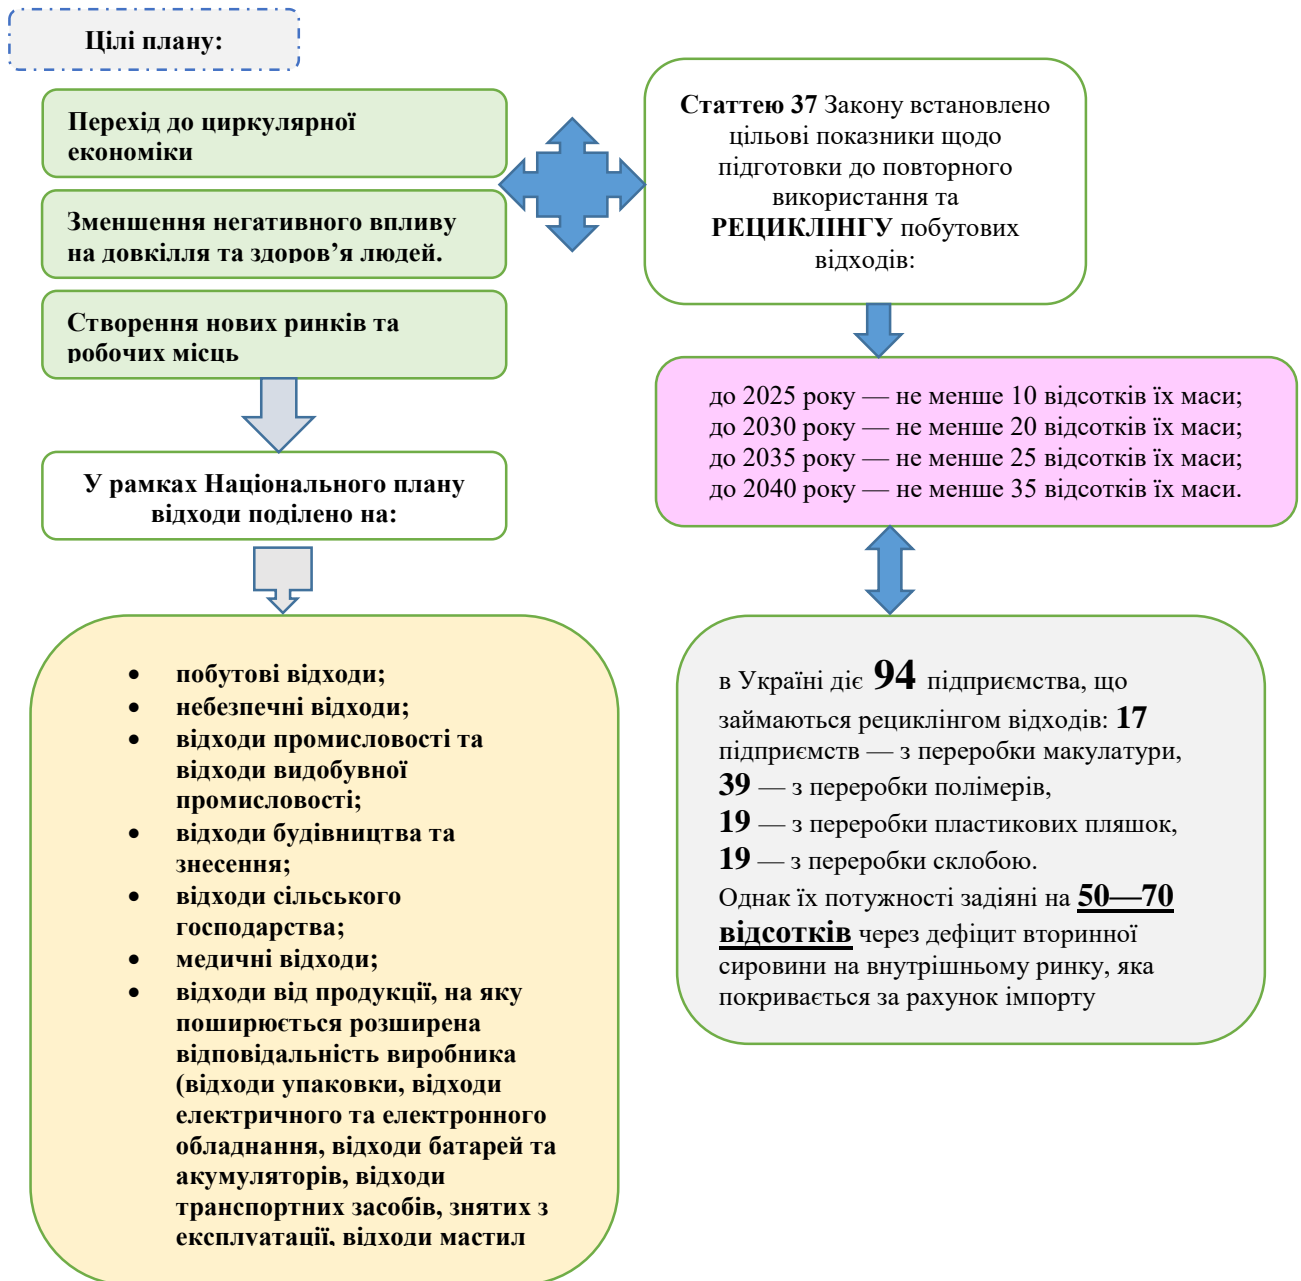 Цілі плану:
Перехід до циркулярної
економіки
Зменшення негативного впливу
на довкілля та здоров’я людей.
Створення нових ринків та
робочих місць
У рамках Національного плану
відходи поділено на:
• побутові відходи;
• небезпечні відходи;
• відходи промисловості та
відходи видобувної
промисловості;
• відходи будівництва та
знесення;
• відходи сільського
господарства;
• медичні відходи;
• відходи від продукції, на яку
поширюється розширена
відповідальність виробника
(відходи упаковки, відходи
електричного та електронного
обладнання, відходи батарей та
акумуляторів, відходи
транспортних засобів, знятих з
експлуатації, відходи мастил
Статтею 37 Закону встановлено
цільові показники щодо
підготовки до повторного
використання та
РЕЦИКЛІНГУ побутових
відходів:
до 2025 року — не менше 10 відсотків їх маси;
до 2030 року — не менше 20 відсотків їх маси;
до 2035 року — не менше 25 відсотків їх маси;
до 2040 року — не менше 35 відсотків їх маси.
в Україні діє 94 підприємства, що
займаються рециклінгом відходів: 17
підприємств — з переробки макулатури,
39 — з переробки полімерів,
19 — з переробки пластикових пляшок,
19 — з переробки склобою.
Однак їх потужності задіяні на 50—70
відсотків через дефіцит вторинної
сировини на внутрішньому ринку, яка
покривається за рахунок імпорту